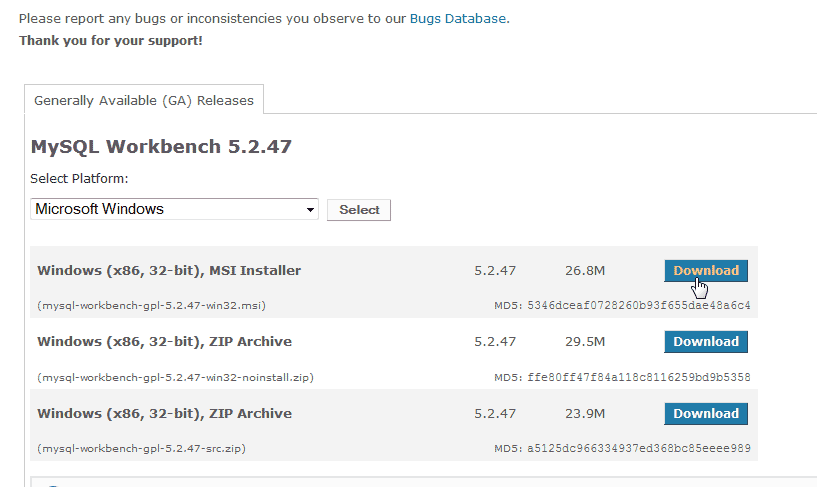 Please report any bugs or inconsistencies you observe to our Bugs Database.
Thank you for your support!
Generally Available (GA) Releases
MySQL Workbench 5.2.47
Select Platform:
Microsoft Windows Select
Windows (x86, 32-bit), MSI Installer 5.2.47 26.8M Download
(mysql-workbench-gpl-5.2.47-win32.msi) MD5: 5346dceaf0728260b93f655dae48a6c4
Windows (x86, 32-bit), ZIP Archive 5.2.47 29.5M Download
(mysql-workbench-gpl-5.2.47-win32-noinstall.zip) MD5: ffe80ff47f84a118c8116259bd9b5358
Windows (x86, 32-bit), ZIP Archive 5.2.47 23.9M Download
(mysql-workbench-gpl-5.2.47-src.zip) MD5: a5125dc966334937ed368bc85eeee989